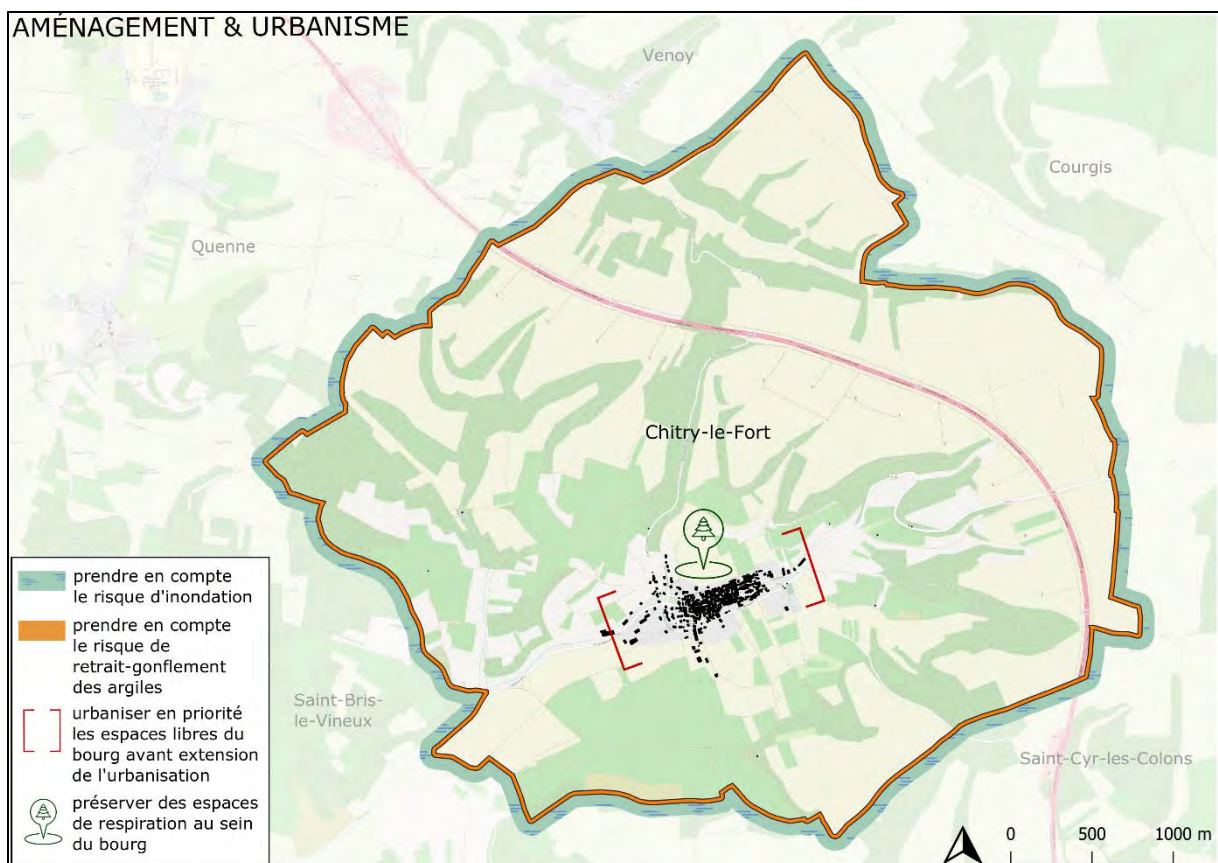 AMÉNAGEMENT & URBANISME
Venoy
Courgis
Quenne
Chitry-le-Fort
Saint-Bris-
le-Vineux
Saint-Cyr-les-Colons
prendre en compte
le risque d'inondation
prendre en compte
le risque de
retrait-gonflement
des argiles
urbaniser en priorité
les espaces libres du
bourg avant extension
de l'urbanisation
préserver des espaces
de respiration au sein
du bourg
0 500 1000 m